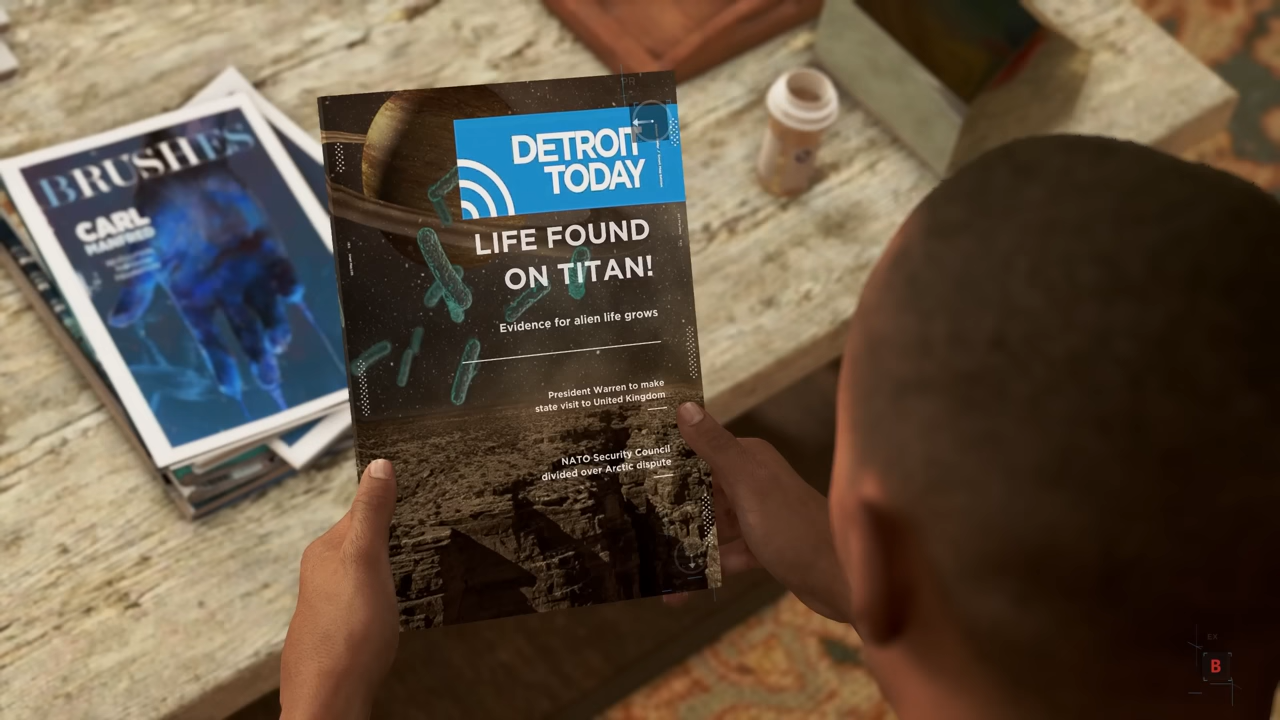 BRUSHES
CARL
MANFRED
DETROIT
TODAY
LIFE FOUND
ON TITAN!
Evidence for alien life grows
President Warren to make
state visit to United Kingdom
NATO Security Council
divided over Arctic dispute
EX
B